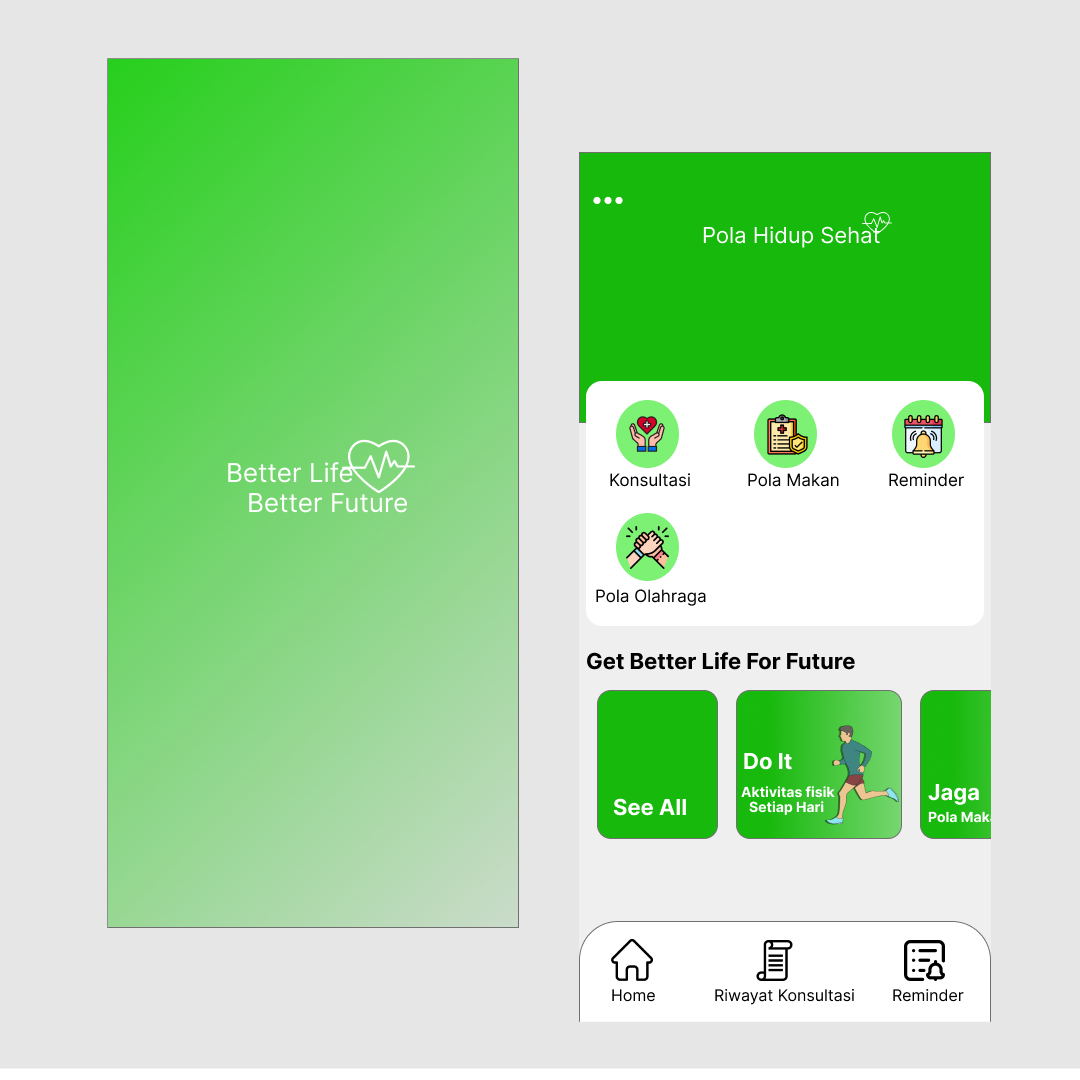 Better Life
Better Future
Pola Hidup Sehat
Konsultasi
Pola Makan
Reminder
Pola Olahraga
Get Better Life For Future
See All
Do It
Aktivitas fisik
Setiap Hari
Jaga
Pola Mak
Home
Riwayat Konsultasi
Reminder